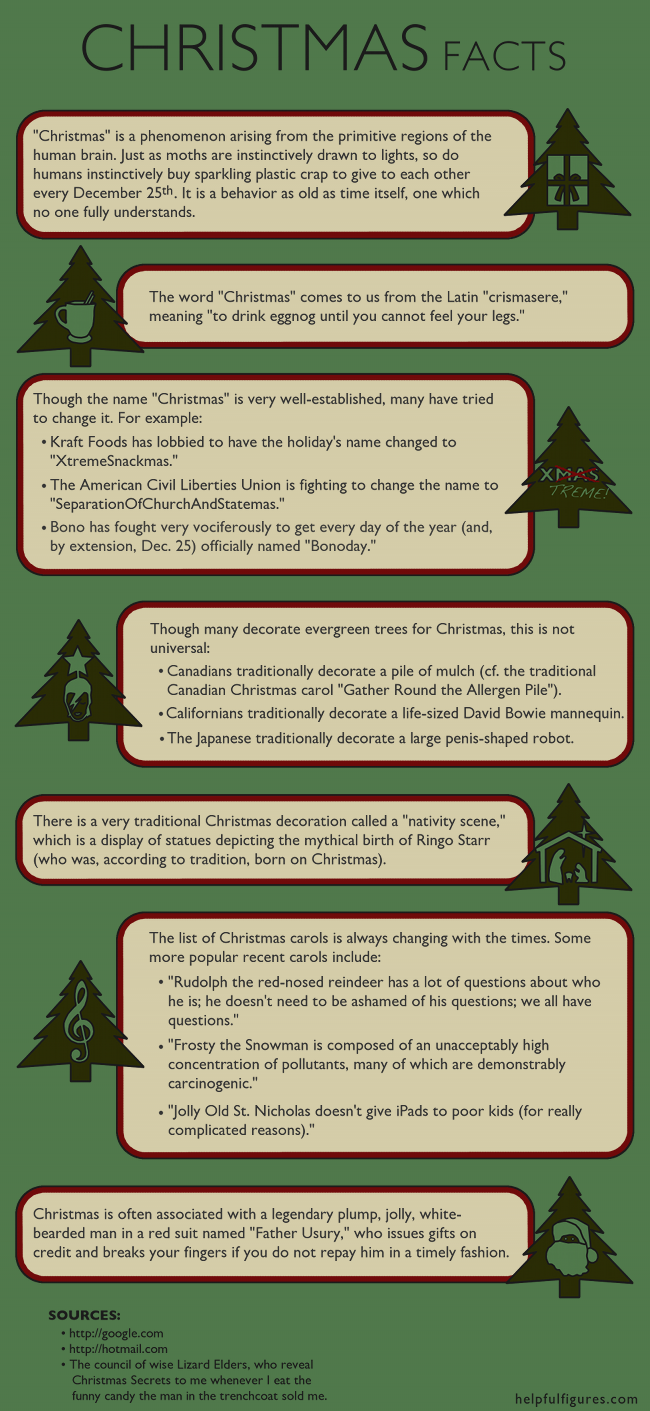 CHRISTMAS FACTS
"Christmas" is a phenomenon arising from the primitive regions of the
human brain. Just as moths are instinctively drawn to lights, so do
humans instinctively buy sparkling plastic crap to give to each other
every December 25th. It is a behavior as old as time itself, one which
no one fully understands.
The word "Christmas" comes to us from the Latin "crismasere,"
meaning "to drink eggnog until you cannot feel your legs."
Though the name "Christmas" is very well-established, many have tried
to change it. For example:
• Kraft Foods has lobbied to have the holiday's name changed to
"XtremeSnackmas."
• The American Civil Liberties Union is fighting to change the name to
"SeparationOfChurchAndStatemas."
• Bono has fought very vociferously to get every day of the year (and,
by extension, Dec. 25) officially named "Bonoday."
XMAS
TREME!
Though many decorate evergreen trees for Christmas, this is not
universal:
• Canadians traditionally decorate a pile of mulch (cf. the traditional
Canadian Christmas carol "Gather Round the Allergen Pile").
• Californians traditionally decorate a life-sized David Bowie mannequin.
• The Japanese traditionally decorate a large penis-shaped robot.
There is a very traditional Christmas decoration called a "nativity scene,"
which is a display of statues depicting the mythical birth of Ringo Starr
(who was, according to tradition, born on Christmas).
The list of Christmas carols is always changing with the times. Some
more popular recent carols include:
• "Rudolph the red-nosed reindeer has a lot of questions about who
he is; he doesn't need to be ashamed of his questions; we all have
questions."
• "Frosty the Snowman is composed of an unacceptably high
concentration of pollutants, many of which are demonstrably
carcinogenic."
• "Jolly Old St. Nicholas doesn't give iPads to poor kids (for really
complicated reasons)."
Christmas is often associated with a legendary plump, jolly, white-
bearded man in a red suit named "Father Usury," who issues gifts on
credit and breaks your fingers if you do not repay him in a timely fashion.
SOURCES:
• http://google.com
• http://hotmail.com
• The council of wise Lizard Elders, who reveal
Christmas Secrets to me whenever I eat the
funny candy the man in the trenchcoat sold me.
helpfulfigures.com